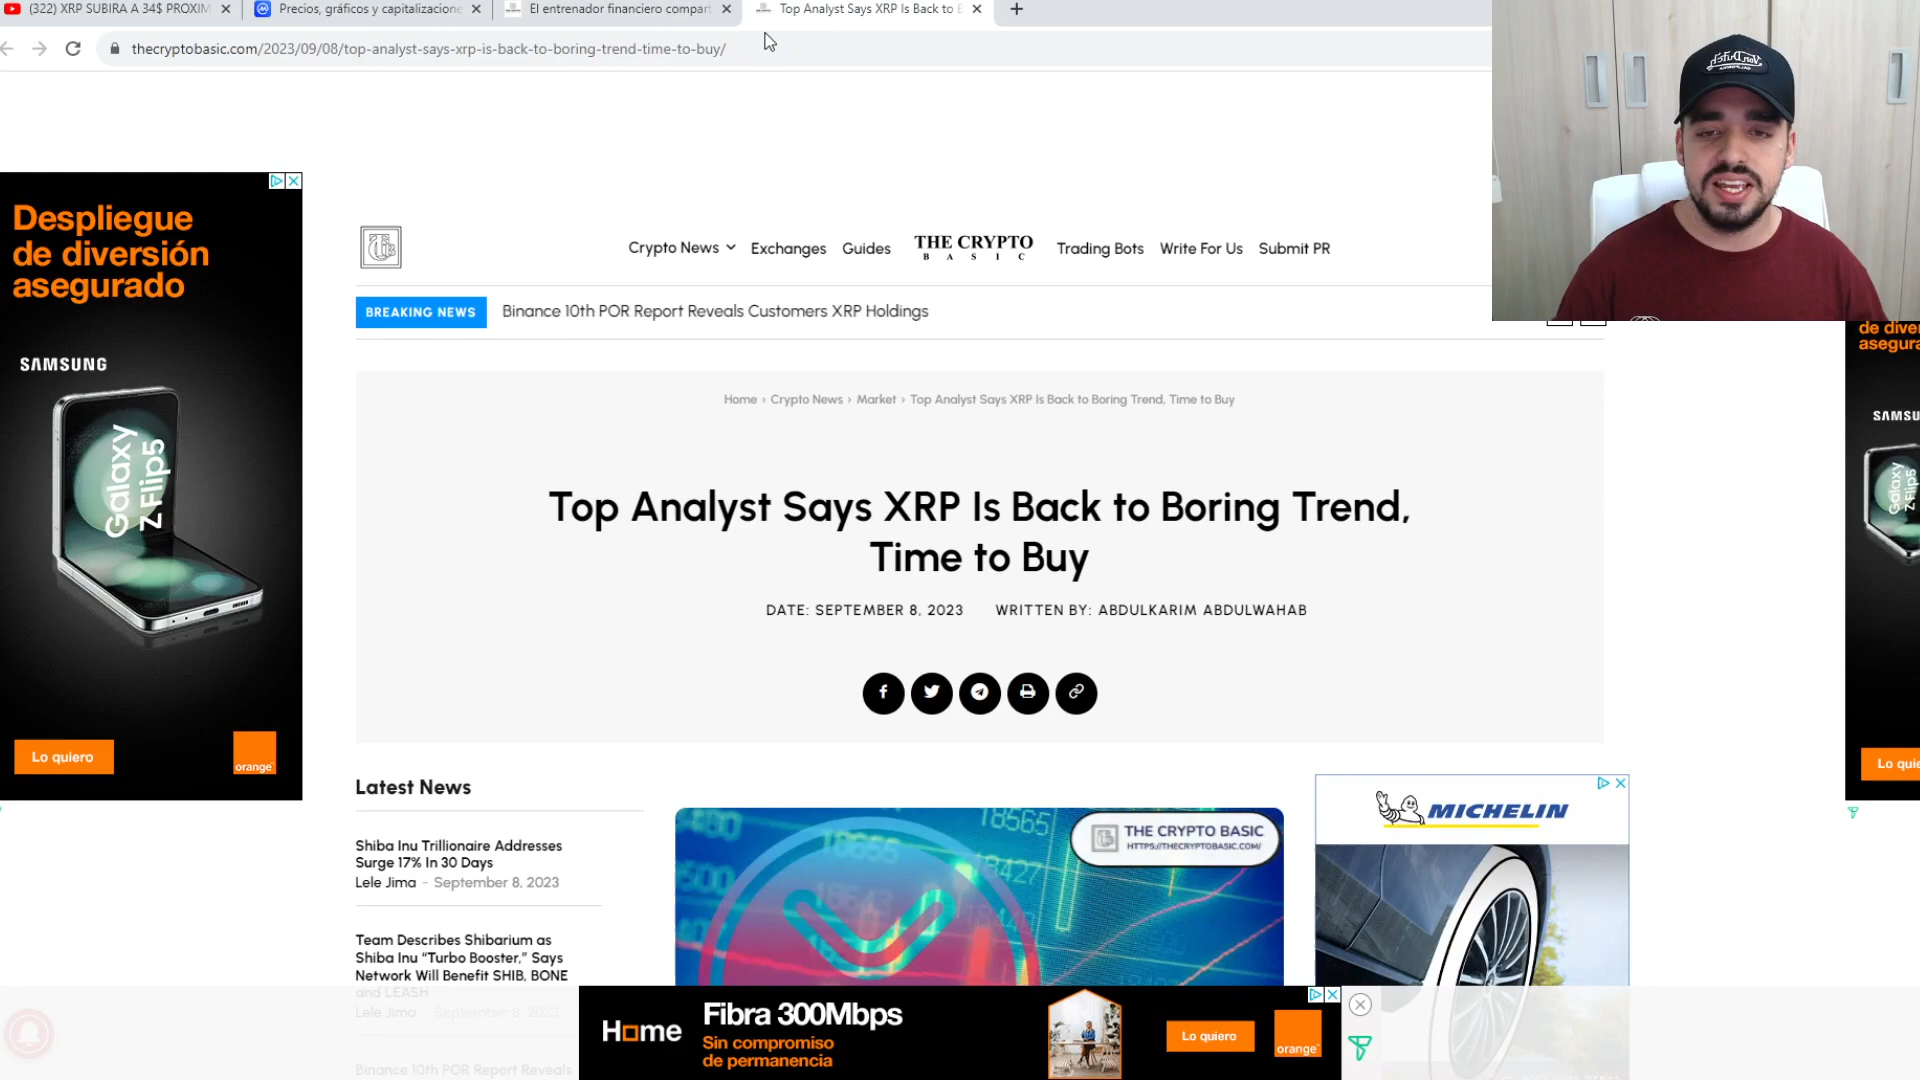 (322) XRP SUBIRA A 34$ PROXIM
Precios, gráficos y capitalizacione
El entrenador financiero compart
Top Analyst Says XRP Is Back to B
thecryptobasic.com/2023/09/08/top-analyst-says-xrp-is-back-to-boring-trend-time-to-buy/
Von Dutch
Despliegue
de diversión
asegurado
SAMSUNG
Galaxy
Z Flip5
Lo quiero
orange
Crypto News
Exchanges
Guides
THE CRYPTO
BASIC
Trading Bots
Write For Us
Submit PR
BREAKING NEWS
Binance 10th POR Report Reveals Customers XRP Holdings
Home › Crypto News › Market › Top Analyst Says XRP Is Back to Boring Trend, Time to Buy
Top Analyst Says XRP Is Back to Boring Trend,
Time to Buy
DATE: SEPTEMBER 8, 2023 WRITTEN BY: ABDULKARIM ABDULWAHAB
Latest News
Shiba Inu Trillionaire Addresses
Surge 17% In 30 Days
Lele Jima - September 8, 2023
Team Describes Shibarium as
Shiba Inu “Turbo Booster,” Says
Network Will Benefit SHIB, BONE
and LEASH
Lele Jima - September 8, 2023
Binance 10th POR Report Reveals
18565
18427
THE CRYPTO BASIC
HTTPS://THECRYPTOBASIC.COM/
MICHELIN
de diver
asegura
SAMSU
Galaxy
Z Flip5
Lo quie
Home
Fibra 300Mbps
Sin compromiso
de permanencia
Lo quiero
orange